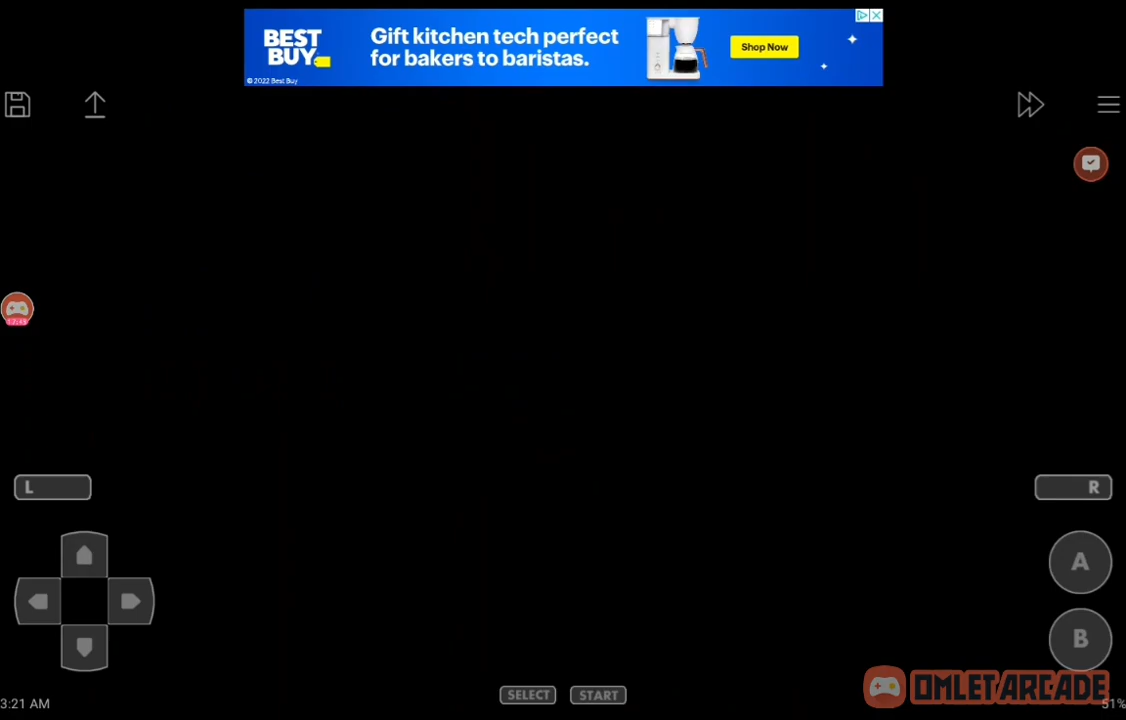 BEST
BUY
Gift kitchen tech perfect
for bakers to baristas.
Shop Now
© 2022 Best Buy
L
R
A
B
SELECT
START
OMLET ARCADE
3:21 AM
51%